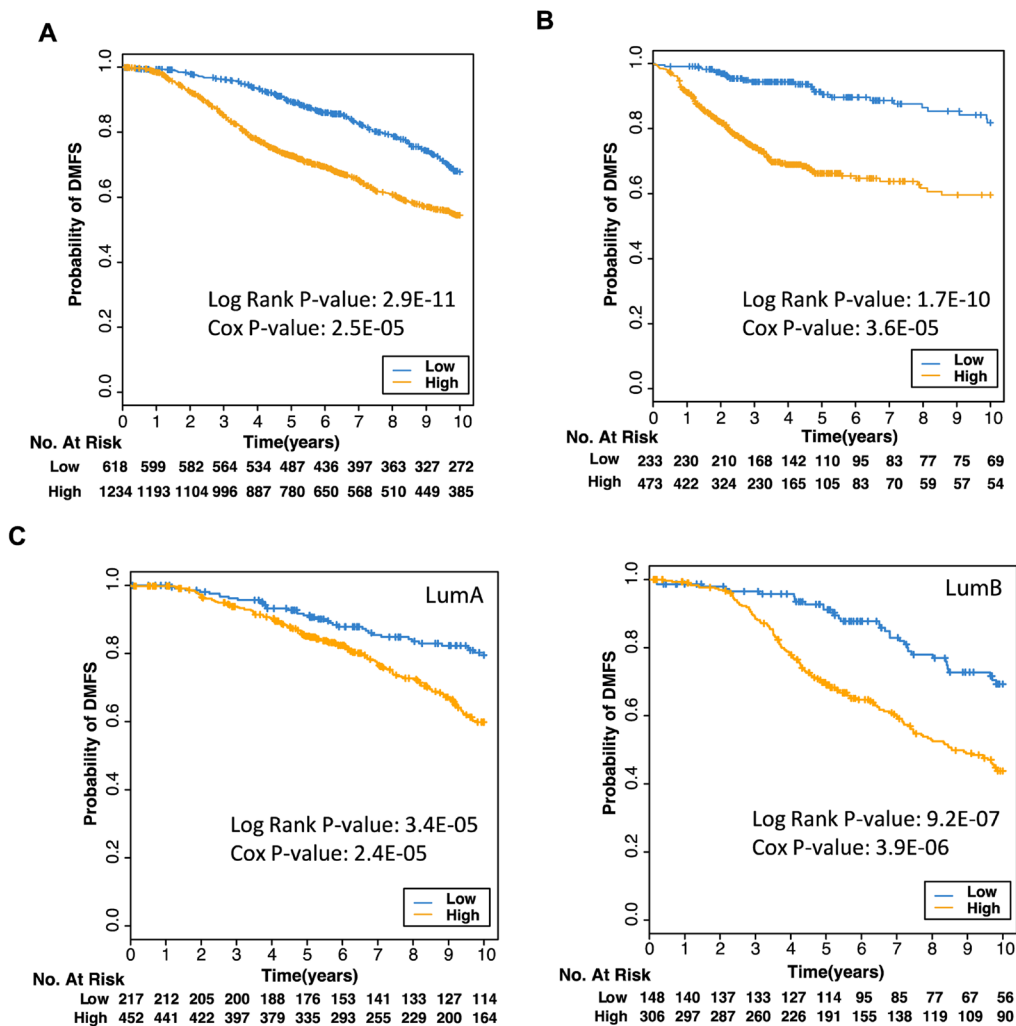 A
Probability of DMFS
1.0
0.8
0.6
0.4
0.2
0.0
Log Rank P-value: 2.9E-11
Cox P-value: 2.5E-05
Low
High
0 1 2 3 4 5 6 7 8 9 10
No. At Risk
Time(years)
Low 618 599 582 564 534 487 436 397 363 327 272
High 1234 1193 1104 996 887 780 650 568 510 449 385
B
Probability of DMFS
1.0
0.8
0.6
0.4
0.2
0.0
Log Rank P-value: 1.7E-10
Cox P-value: 3.6E-05
Low
High
0 1 2 3 4 5 6 7 8 9 10
No. At Risk
Time(years)
Low 233 230 210 168 142 110 95 83 77 75 69
High 473 422 324 230 165 105 83 70 59 57 54
C
LumA
Probability of DMFS
1.0
0.8
0.6
0.4
0.2
0.0
Log Rank P-value: 3.4E-05
Cox P-value: 2.4E-05
Low
High
0 1 2 3 4 5 6 7 8 9 10
No. At Risk
Time(years)
Low 217 212 205 200 188 176 153 141 133 127 114
High 452 441 422 397 379 335 293 255 229 200 164
LumB
Probability of DMFS
1.0
0.8
0.6
0.4
0.2
0.0
Log Rank P-value: 9.2E-07
Cox P-value: 3.9E-06
Low
High
0 1 2 3 4 5 6 7 8 9 10
No. At Risk
Time(years)
Low 148 140 137 133 127 114 95 85 77 67 56
High 306 297 287 260 226 191 155 138 119 109 90